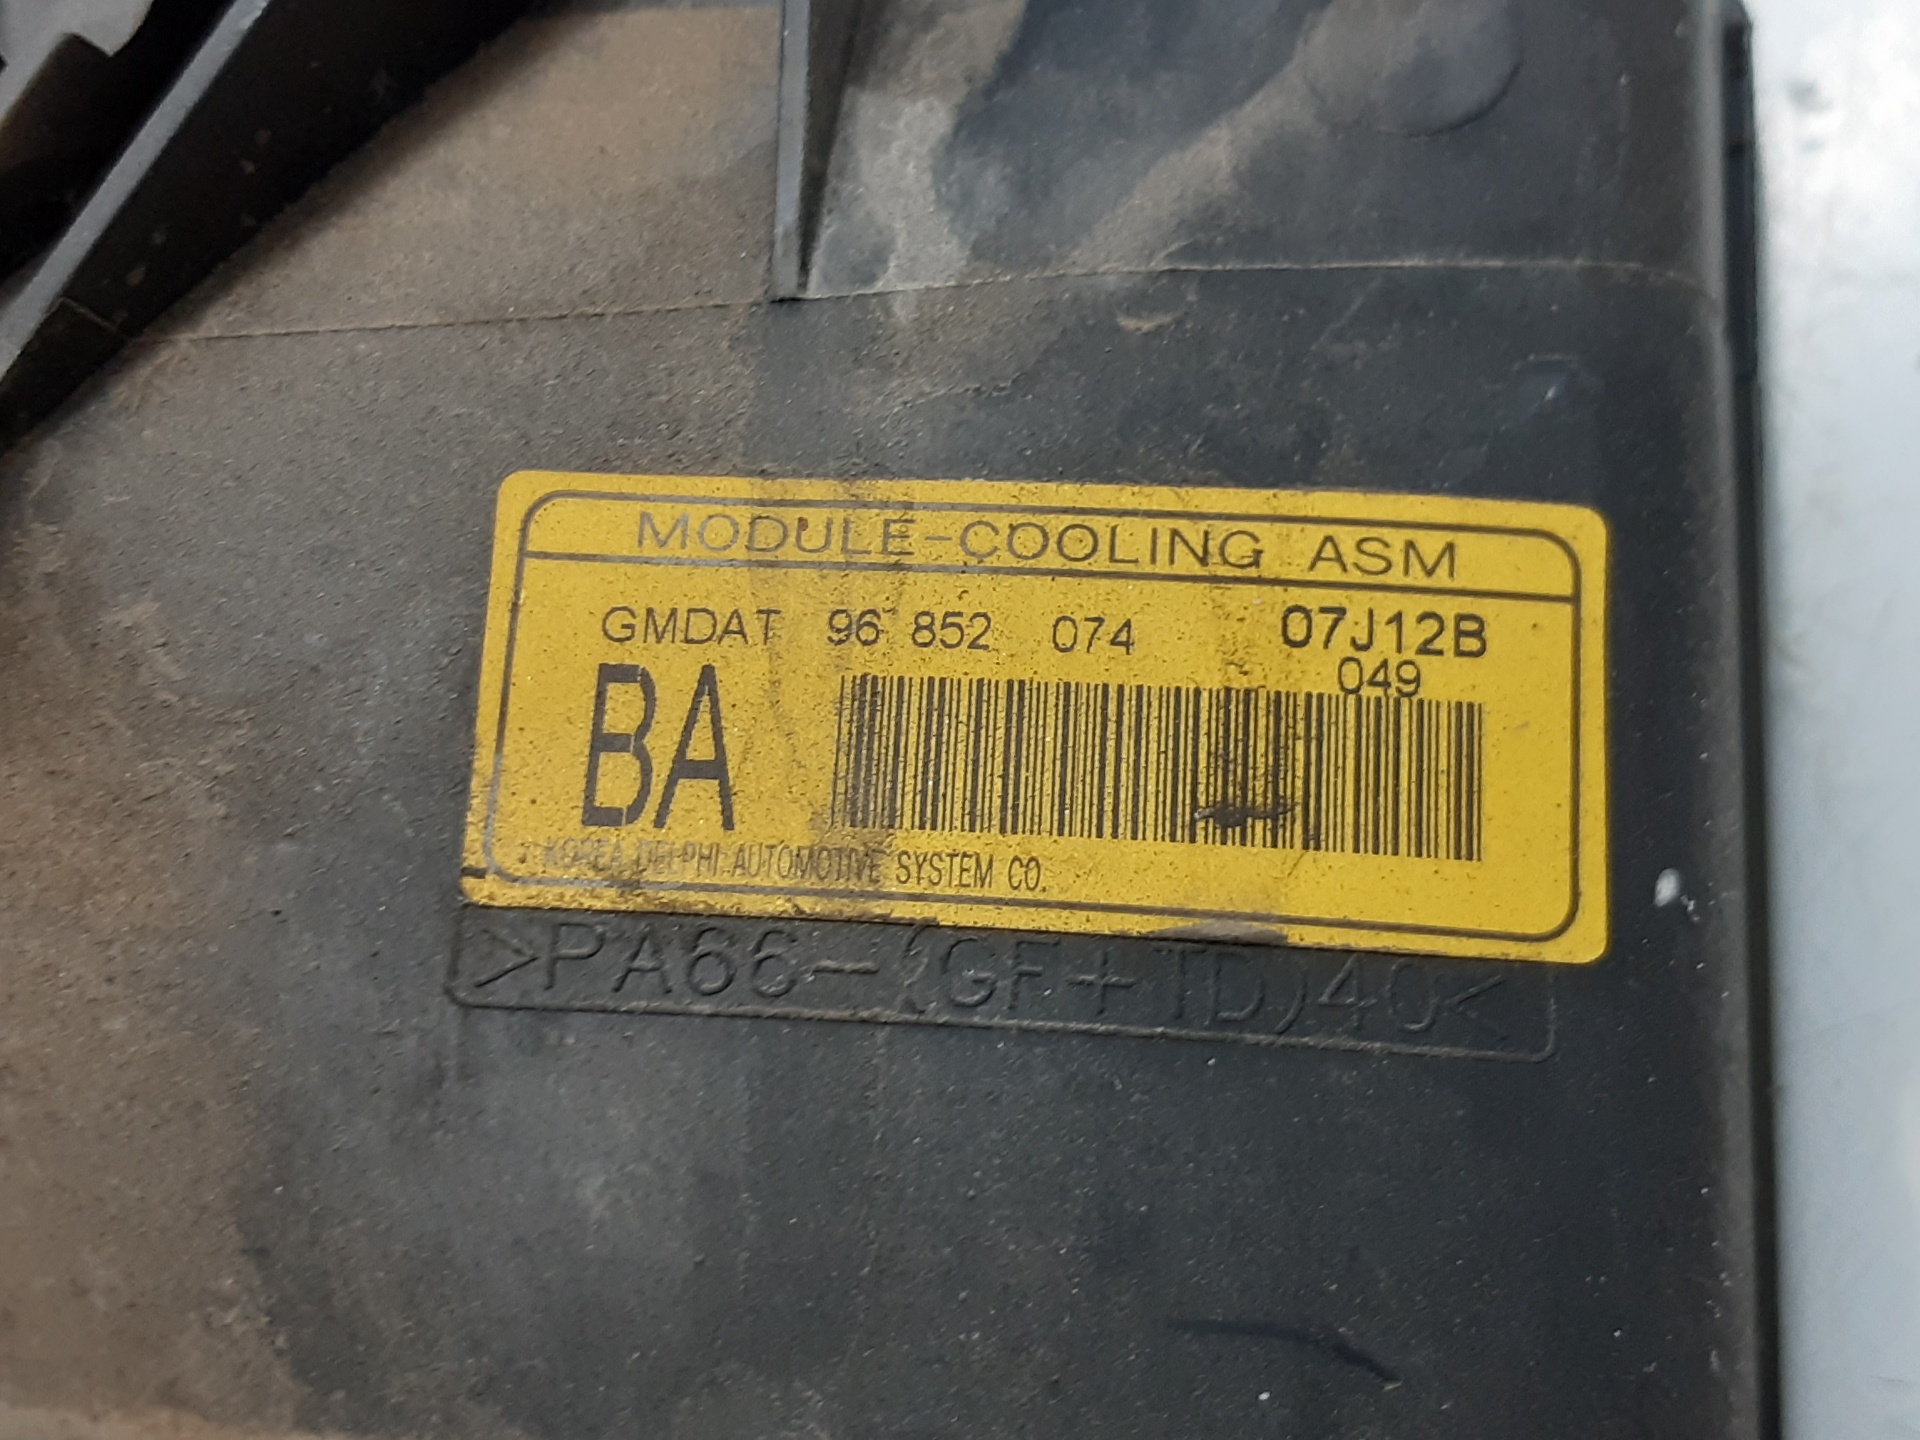 MODULE-COOLING ASM
GMDAT 96 852 074 07J12B
049
BA
KOREA DELPHI AUTOMOTIVE SYSTEM CO.
>PA66-(GF+TD)40<